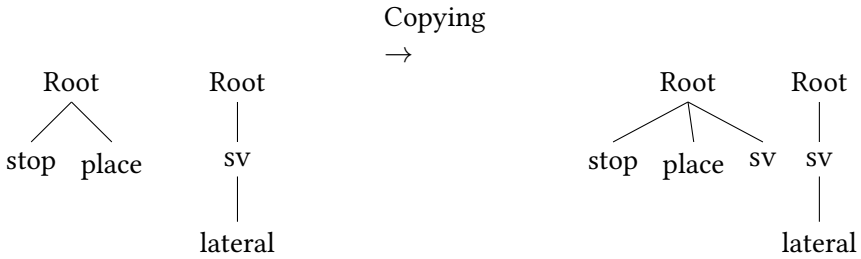 Copying
→
Root Root Root Root
stop place sv stop place sv sv
lateral lateral